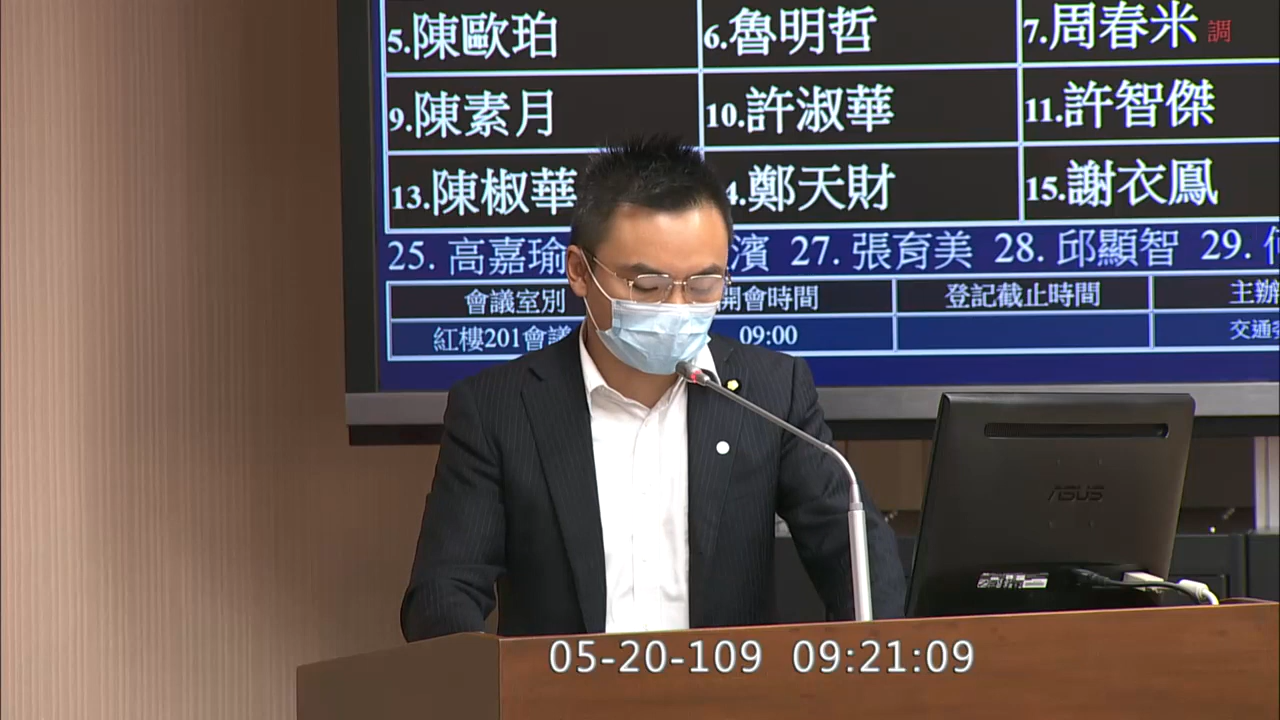 5.陳歐珀 6.魯明哲 7.周春米 調
9.陳素月 10.許淑華 11.許智傑
13.陳椒華 4.鄭天財 15.謝衣鳳
25. 高嘉瑜 濱 27. 張育美 28. 邱顯智 29.
會議室別 開會時間 登記截止時間 主辦
紅樓201會議 09:00 交通委
ASUS
05-20-109 09:21:09